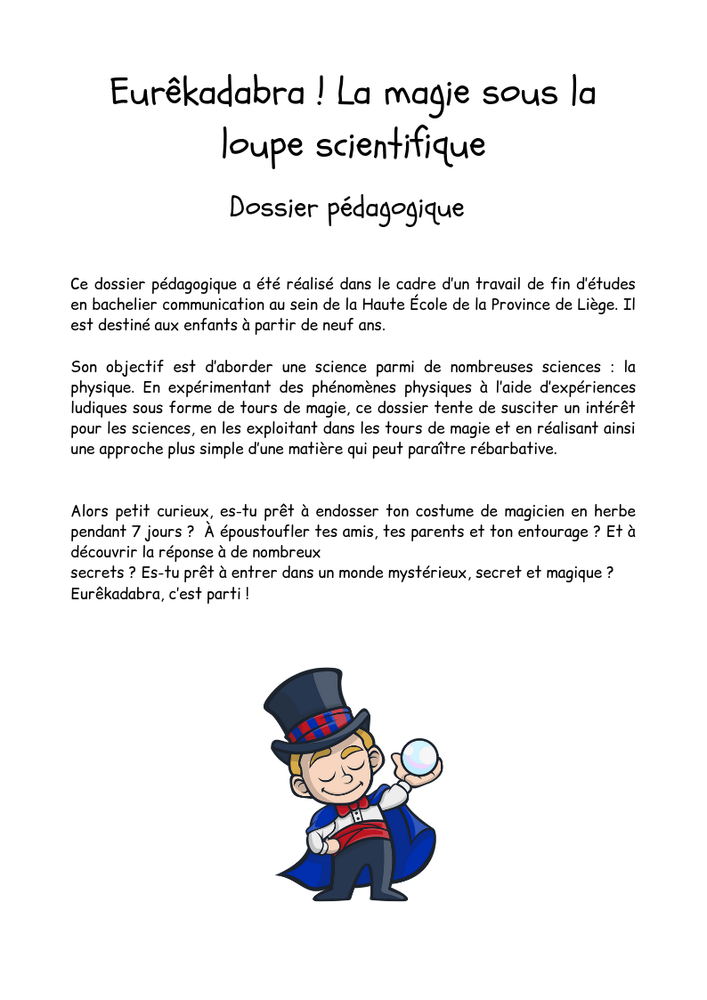 Eurêkadabra ! La magie sous la
loupe scientifique
Dossier pédagogique
Ce dossier pédagogique a été réalisé dans le cadre d'un travail de fin d'études
en bachelier communication au sein de la Haute École de la Province de Liège. Il
est destiné aux enfants à partir de neuf ans.
Son objectif est d'aborder une science parmi de nombreuses sciences : la
physique. En expérimentant des phénomènes physiques à l'aide d'expériences
ludiques sous forme de tours de magie, ce dossier tente de susciter un intérêt
pour les sciences, en les exploitant dans les tours de magie et en réalisant ainsi
une approche plus simple d'une matière qui peut paraître rébarbative.
Alors petit curieux, es-tu prêt à endosser ton costume de magicien en herbe
pendant 7 jours ? À époustoufler tes amis, tes parents et ton entourage ? Et à
découvrir la réponse à de nombreux
secrets ? Es-tu prêt à entrer dans un monde mystérieux, secret et magique ?
Eurêkadabra, c'est parti !